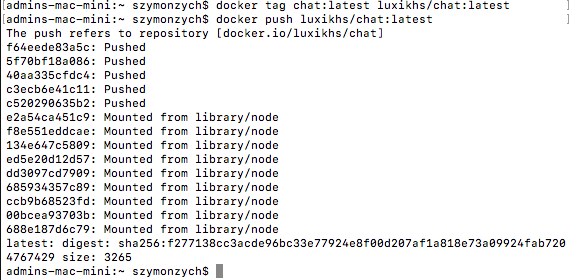 [admins-mac-mini:~ szymonzych$ docker tag chat:latest luxikhs/chat:latest ]
[admins-mac-mini:~ szymonzych$ docker push luxikhs/chat:latest ]
The push refers to repository [docker.io/luxikhs/chat]
f64eede83a5c: Pushed
5f70bf18a086: Pushed
40aa335cfdc4: Pushed
c3ecb6e41c11: Pushed
c520290635b2: Pushed
e2a54ca451c9: Mounted from library/node
f8e551eddcae: Mounted from library/node
134e647c5809: Mounted from library/node
ed5e20d12d57: Mounted from library/node
dd3097cd7909: Mounted from library/node
685934357c89: Mounted from library/node
ccb9b68523fd: Mounted from library/node
00bcea93703b: Mounted from library/node
688e187d6c79: Mounted from library/node
latest: digest: sha256:f277138cc3acde96bc33e77924e8f00d207af1a818e73a09924fab720
4767429 size: 3265
admins-mac-mini:~ szymonzych$